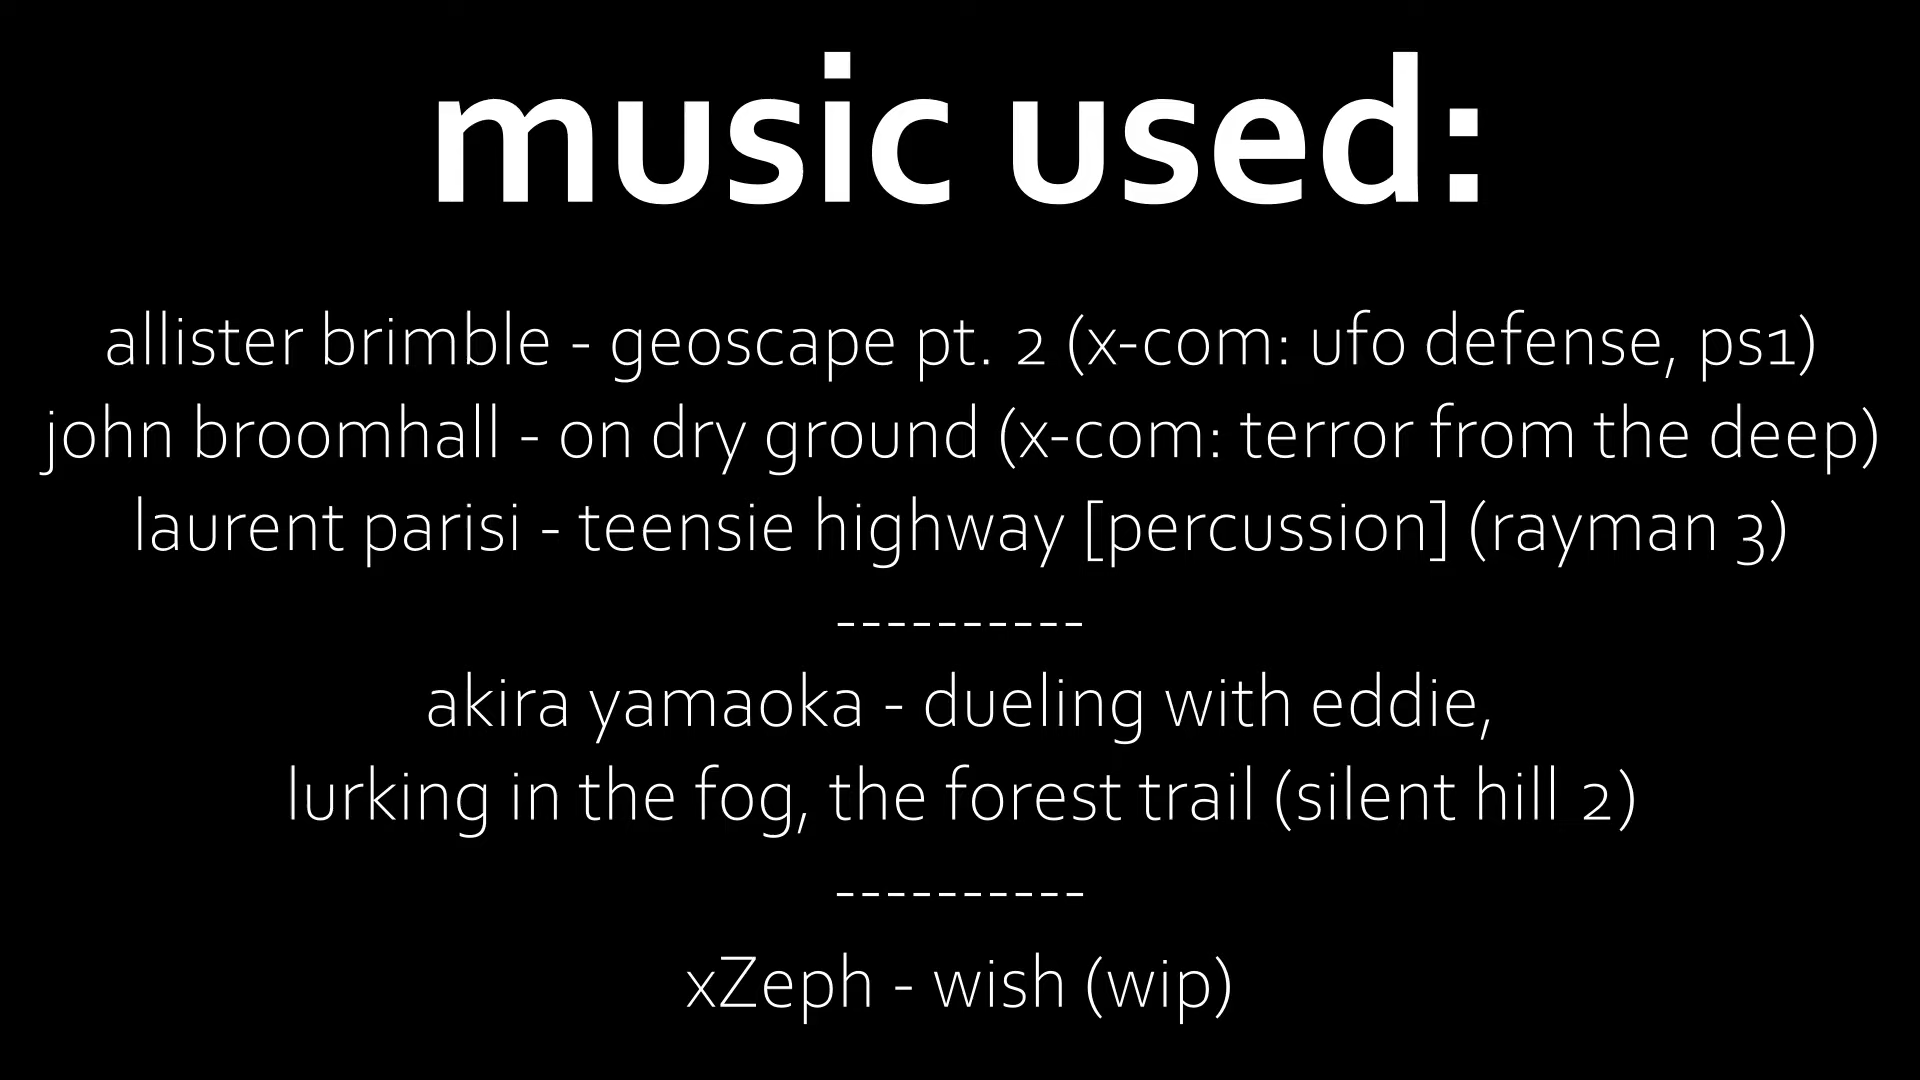 music used:
allister brimble - geoscape pt. 2 (x-com: ufo defense, ps1)
john broomhall - on dry ground (x-com: terror from the deep)
laurent parisi - teensie highway [percussion] (rayman 3)
----------
akira yamaoka - dueling with eddie,
lurking in the fog, the forest trail (silent hill 2)
----------
xZeph - wish (wip)